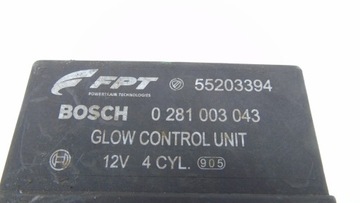 FPT
POWERTRAIN TECHNOLOGIES
55203394
BOSCH 0 281 003 043
GLOW CONTROL UNIT
12V 4 CYL. 905